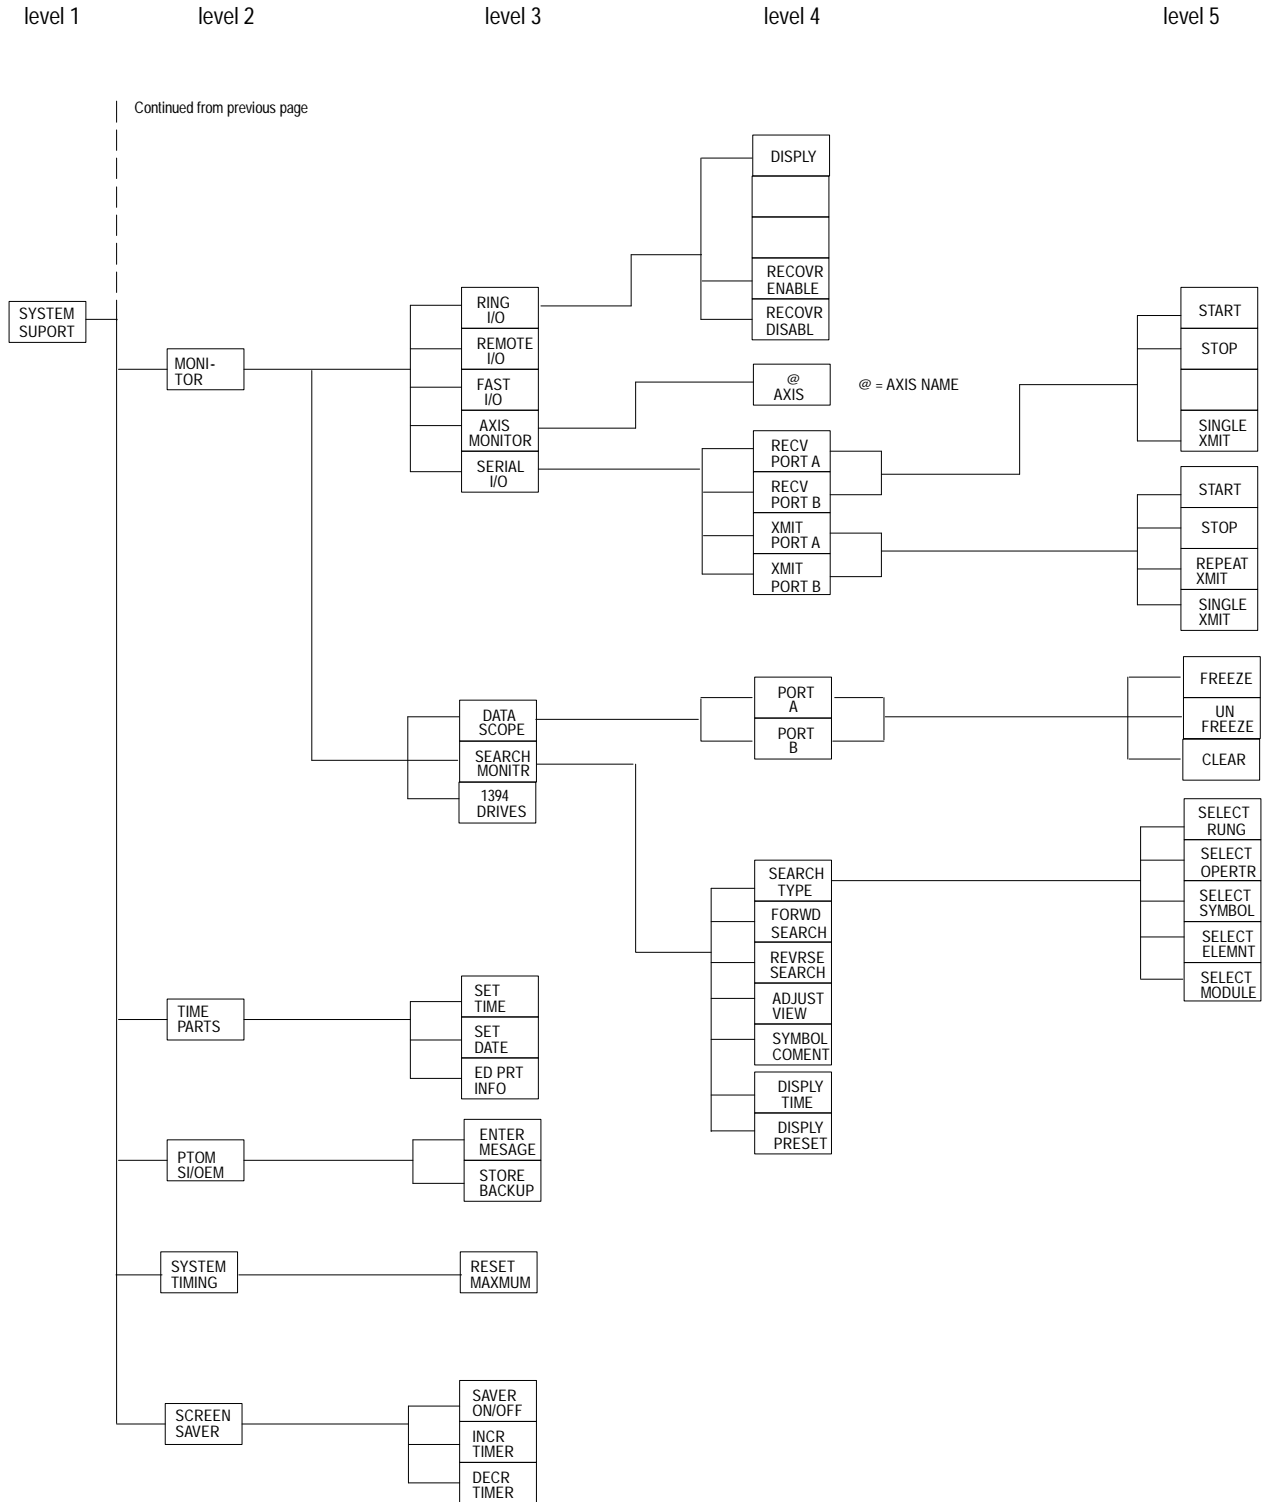 level 1
level 2
level 3
level 4
level 5
Continued from previous page
SYSTEM
SUPORT
MONI-
TOR
RING
I/O
REMOTE
I/O
FAST
I/O
AXIS
MONITOR
SERIAL
I/O
DISPLY
RECOVR
ENABLE
RECOVR
DISABL
@
AXIS
@ = AXIS NAME
RECV
PORT A
RECV
PORT B
XMIT
PORT A
XMIT
PORT B
START
STOP
SINGLE
XMIT
START
STOP
REPEAT
XMIT
SINGLE
XMIT
DATA
SCOPE
SEARCH
MONITR
1394
DRIVES
PORT
A
PORT
B
FREEZE
UN
FREEZE
CLEAR
SEARCH
TYPE
FORWD
SEARCH
REVRSE
SEARCH
ADJUST
VIEW
SYMBOL
COMENT
DISPLY
TIME
DISPLY
PRESET
SELECT
RUNG
SELECT
OPERTR
SELECT
SYMBOL
SELECT
ELEMNT
SELECT
MODULE
TIME
PARTS
SET
TIME
SET
DATE
ED PRT
INFO
PTOM
SI/OEM
ENTER
MESAGE
STORE
BACKUP
SYSTEM
TIMING
RESET
MAXMUM
SCREEN
SAVER
SAVER
ON/OFF
INCR
TIMER
DECR
TIMER